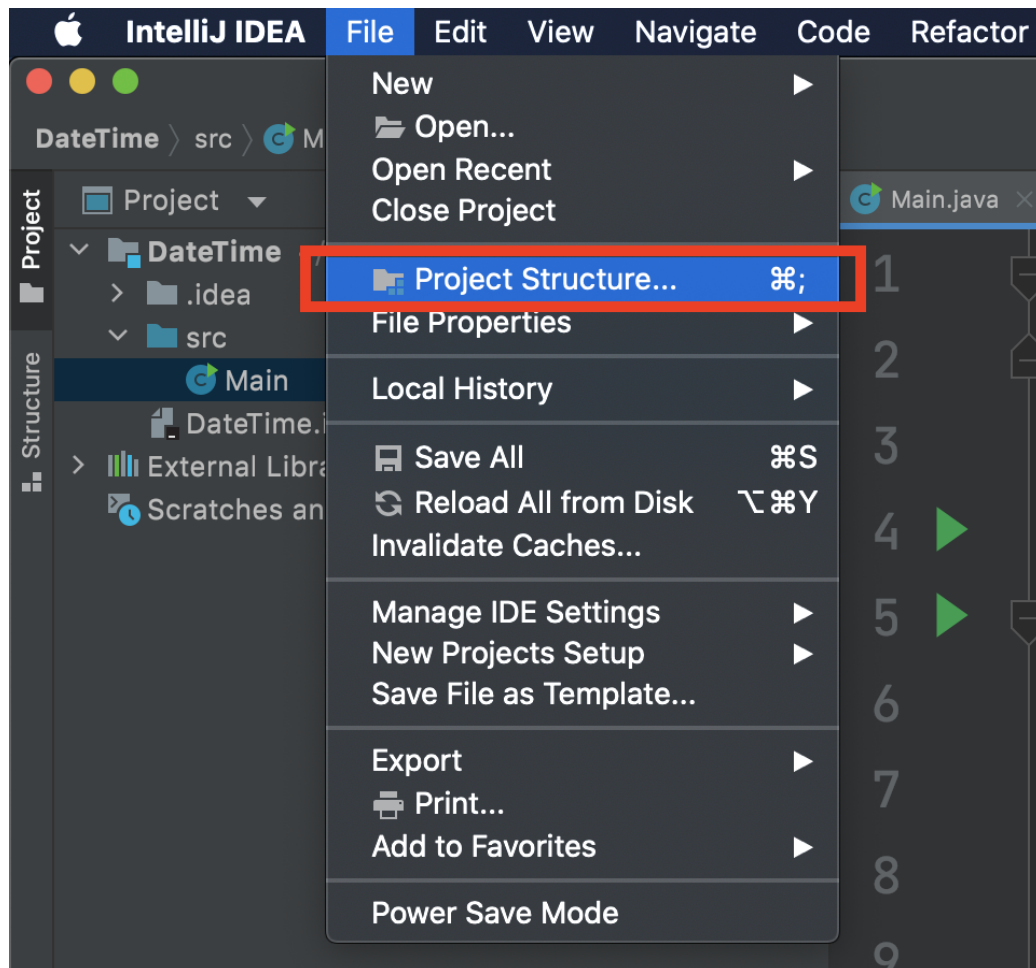 IntelliJ IDEA File Edit View Navigate Code Refactor
DateTime src
Project
Project
Structure
DateTime
.idea
src
Main
External
Scratches
New
Open...
Open Recent
Close Project
Project Structure... ⌘;
File Properties
Local History
Save All ⌘S
Reload All from Disk ⌥⌘Y
Invalidate Caches...
Manage IDE Settings
New Projects Setup
Save File as Template...
Export
Print...
Add to Favorites
Power Save Mode
Main.java
1
2
3
4
5
6
7
8
9